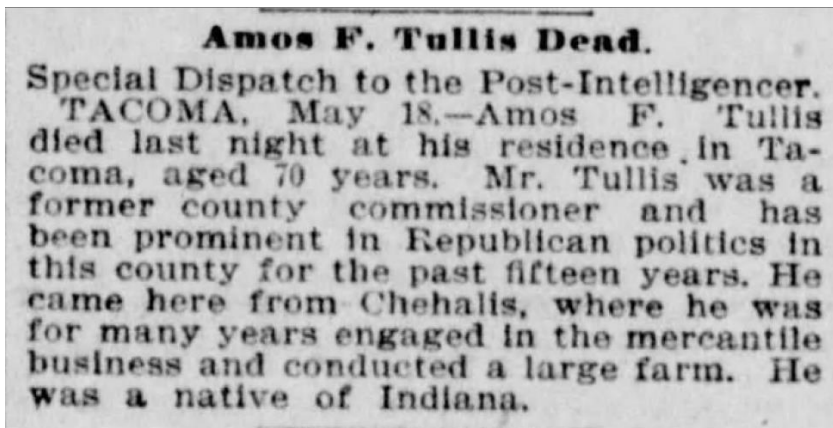 Amos F. Tullis Dead.
Special Dispatch to the Post-Intelligencer.
TACOMA, May 18.—Amos F. Tullis
died last night at his residence in Ta-
coma, aged 70 years. Mr. Tullis was a
former county commissioner and has
been prominent in Republican politics in
this county for the past fifteen years. He
came here from Chehalis, where he was
for many years engaged in the mercantile
business and conducted a large farm. He
was a native of Indiana.